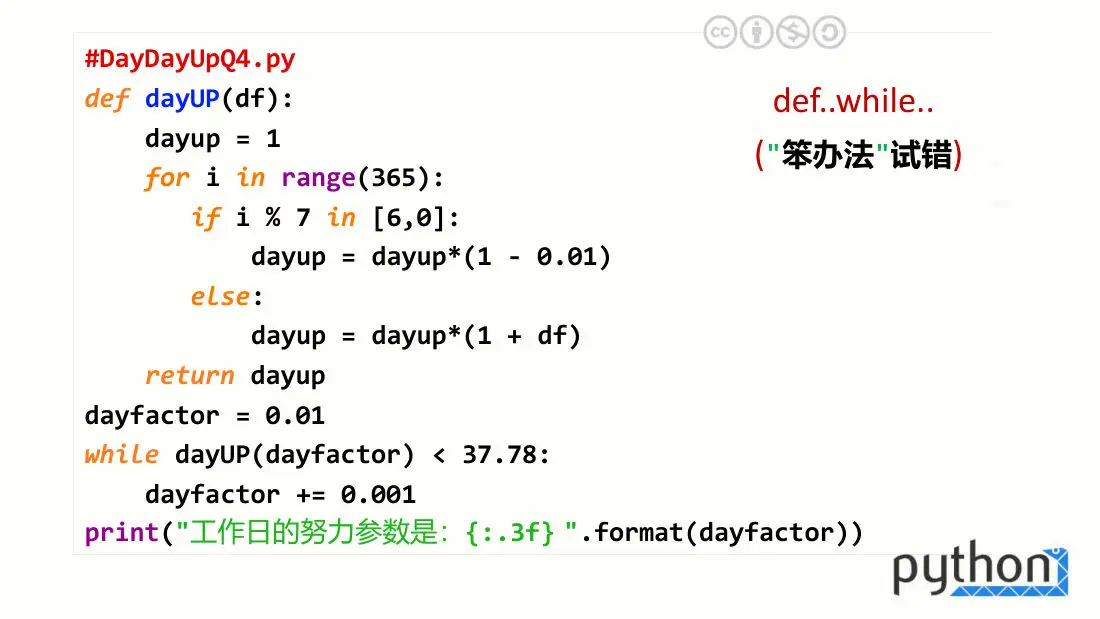 #DayDayUpQ4.py
def dayUP(df):
    dayup = 1
    for i in range(365):
        if i % 7 in [6,0]:
            dayup = dayup*(1 - 0.01)
        else:
            dayup = dayup*(1 + df)
    return dayup
dayfactor = 0.01
while dayUP(dayfactor) < 37.78:
    dayfactor += 0.001
print("工作日的努力参数是：{:.3f} ".format(dayfactor))
def..while..
("笨办法"试错)
cc
python